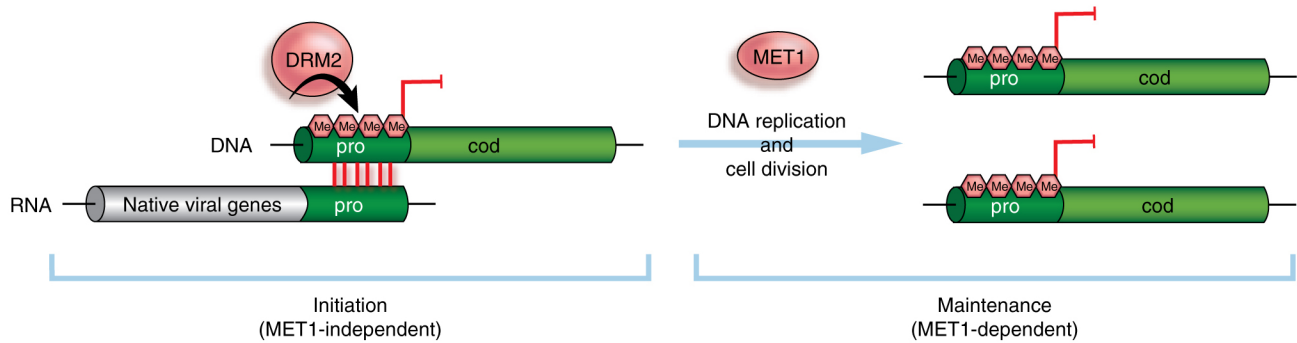 DRM2
Me Me Me Me
DNA
pro
cod
RNA
Native viral genes
pro
Initiation
(MET1-independent)
MET1
DNA replication
and
cell division
Me Me Me Me
pro
cod
Me Me Me Me
pro
cod
Maintenance
(MET1-dependent)